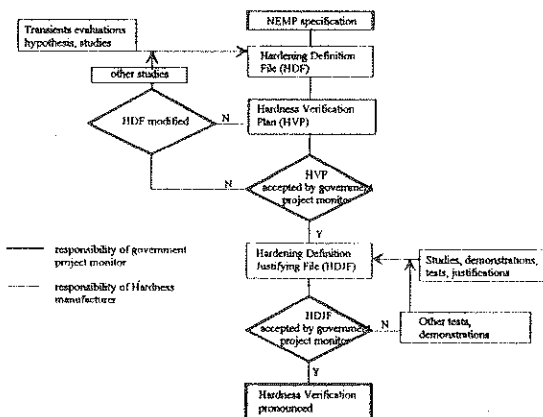 NEMP specification
Transients evaluations
hypothesis, studies
other studies
Hardening Definition
File (HDF)
HDF modified
N
Hardness Verification
Plan (HVP)
N
HVP
accepted by government
project monitor
Y
responsibility of government
project monitor
responsibility of Hardness
manufacturer
Hardening Definition
Justifying File (HDJF)
Studies, demonstrations,
tests, justifications
HDJF
accepted by government
project monitor
N
Other tests,
demonstrations
Y
Hardness Verification
pronounced